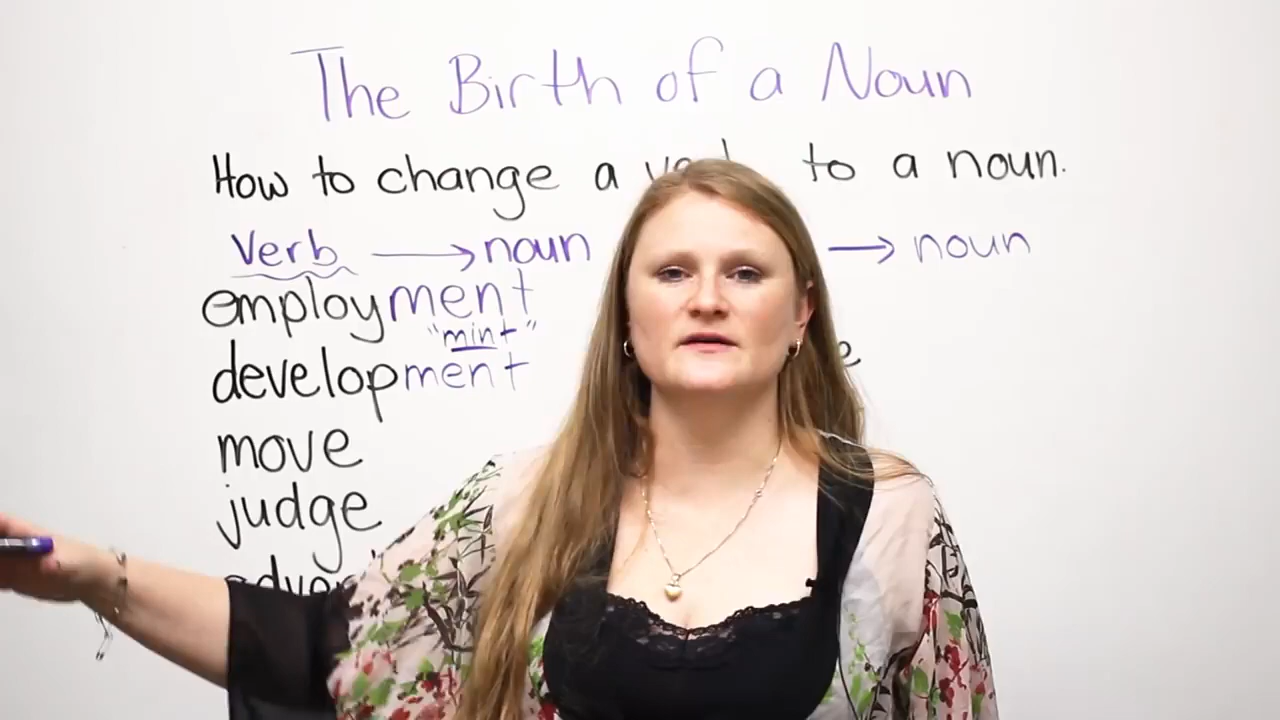 The Birth of a Noun
How to change a to a noun.
Verb → noun → noun
employment
"mint"
development
move
judge